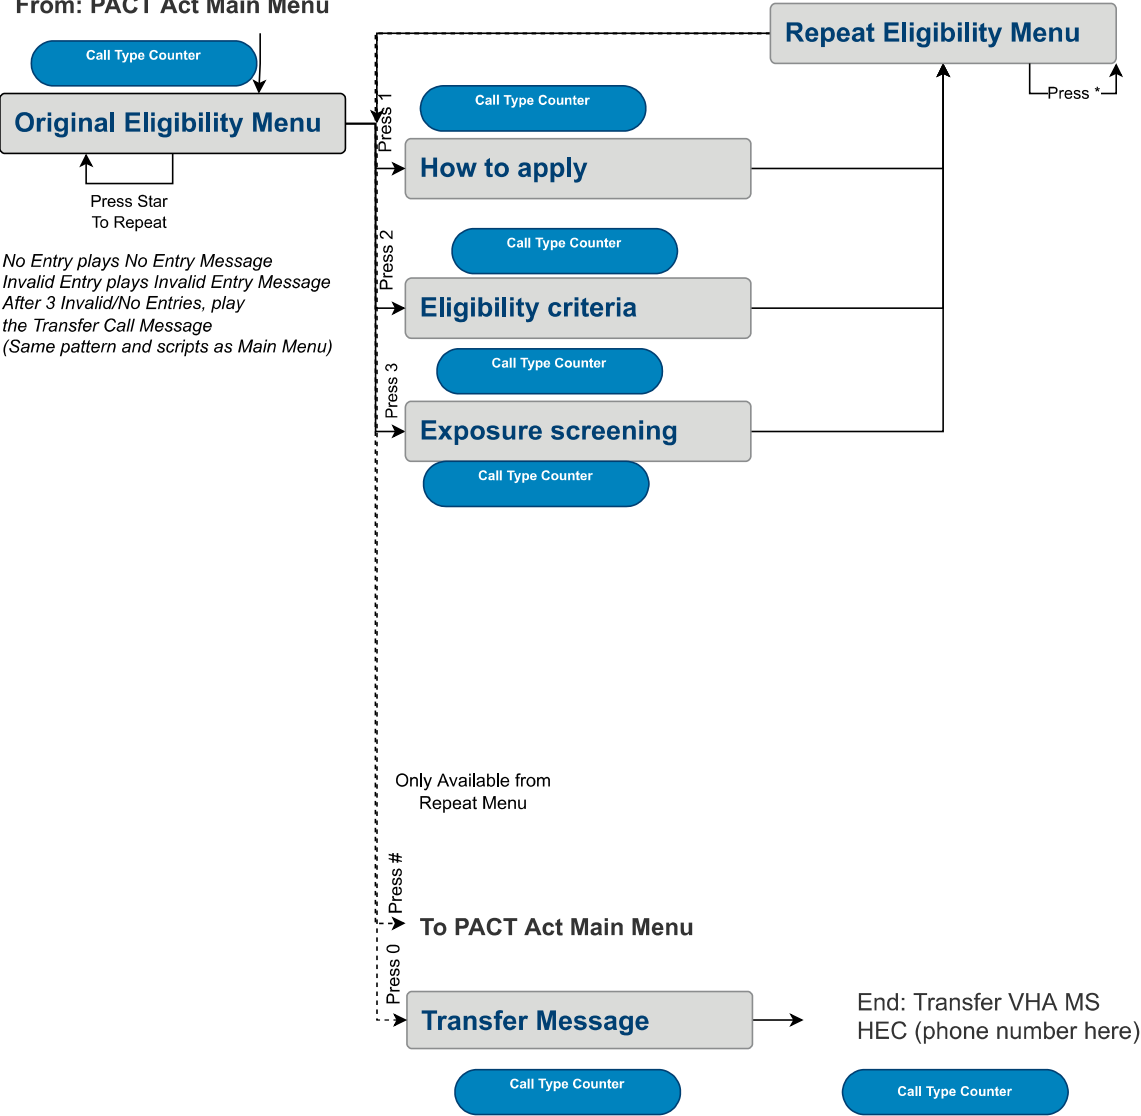 From: PACT Act Main Menu
Repeat Eligibility Menu
Call Type Counter
Press *
Original Eligibility Menu
Press 1
Call Type Counter
How to apply
Press Star
To Repeat
No Entry plays No Entry Message
Invalid Entry plays Invalid Entry Message
After 3 Invalid/No Entries, play
the Transfer Call Message
(Same pattern and scripts as Main Menu)
Press 2
Call Type Counter
Eligibility criteria
Press 3
Call Type Counter
Exposure screening
Call Type Counter
Only Available from
Repeat Menu
Press #
To PACT Act Main Menu
Press 0
Transfer Message
End: Transfer VHA MS
HEC (phone number here)
Call Type Counter
Call Type Counter